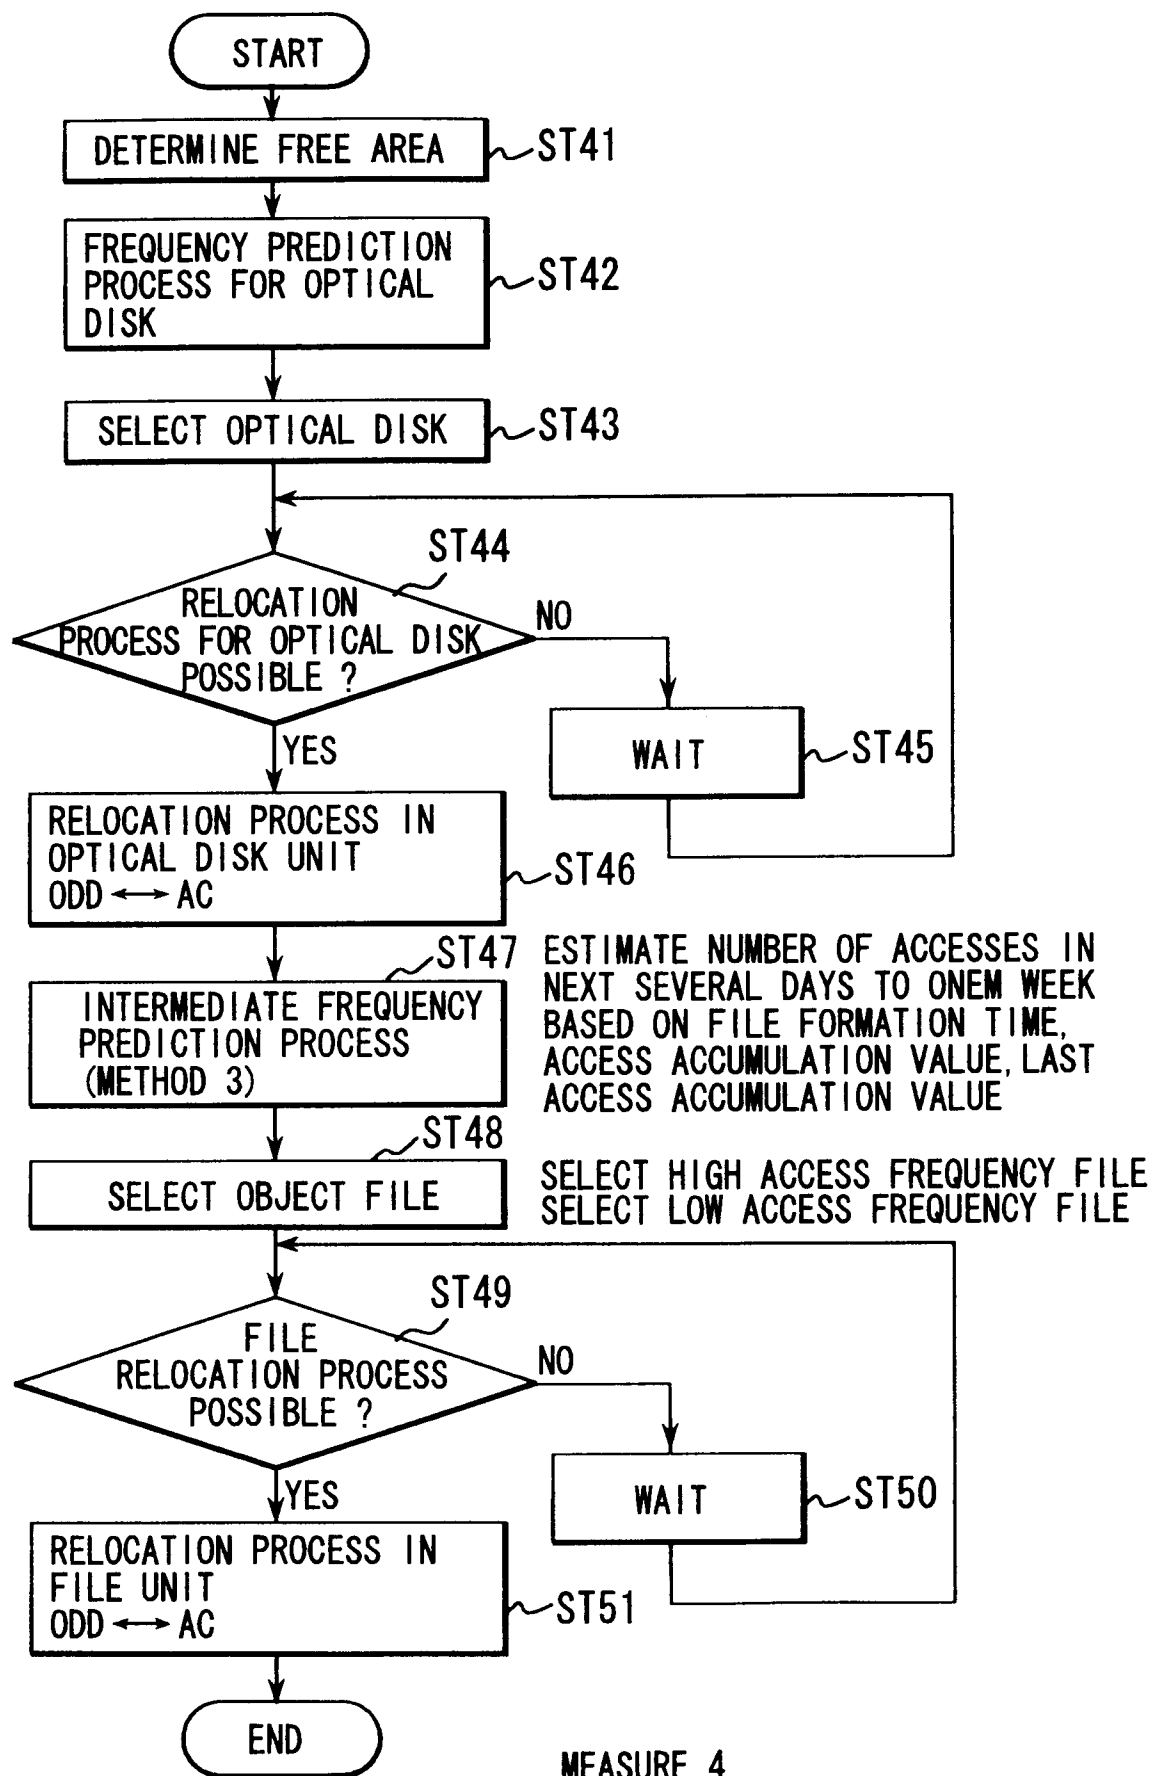 START
DETERMINE FREE AREA
ST41
FREQUENCY PREDICTION
PROCESS FOR OPTICAL
DISK
ST42
SELECT OPTICAL DISK
ST43
ST44
RELOCATION
PROCESS FOR OPTICAL DISK
POSSIBLE ?
NO
WAIT
ST45
YES
RELOCATION PROCESS IN
OPTICAL DISK UNIT
ODD ↔ AC
ST46
ST47
INTERMEDIATE FREQUENCY
PREDICTION PROCESS
(METHOD 3)
ESTIMATE NUMBER OF ACCESSES IN
NEXT SEVERAL DAYS TO ONEM WEEK
BASED ON FILE FORMATION TIME,
ACCESS ACCUMULATION VALUE, LAST
ACCESS ACCUMULATION VALUE
ST48
SELECT OBJECT FILE
SELECT HIGH ACCESS FREQUENCY FILE
SELECT LOW ACCESS FREQUENCY FILE
ST49
FILE
RELOCATION PROCESS
POSSIBLE ?
NO
WAIT
ST50
YES
RELOCATION PROCESS IN
FILE UNIT
ODD ↔ AC
ST51
END
MEASURE 4